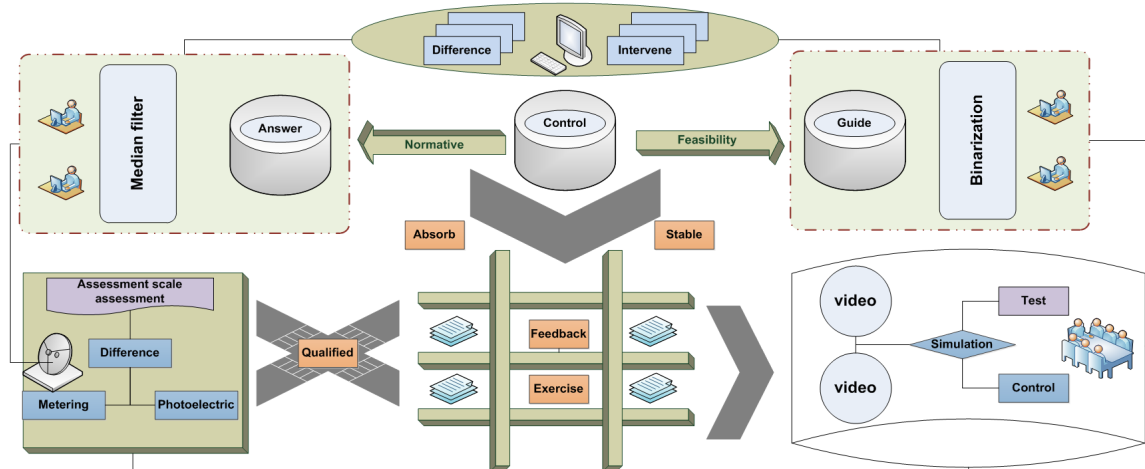 Difference
Intervene
Median filter
Answer
Normative
Control
Feasibility
Guide
Binarization
Absorb
Stable
Assessment scale
assessment
Difference
Metering
Photoelectric
Qualified
Feedback
Exercise
video
video
Simulation
Test
Control